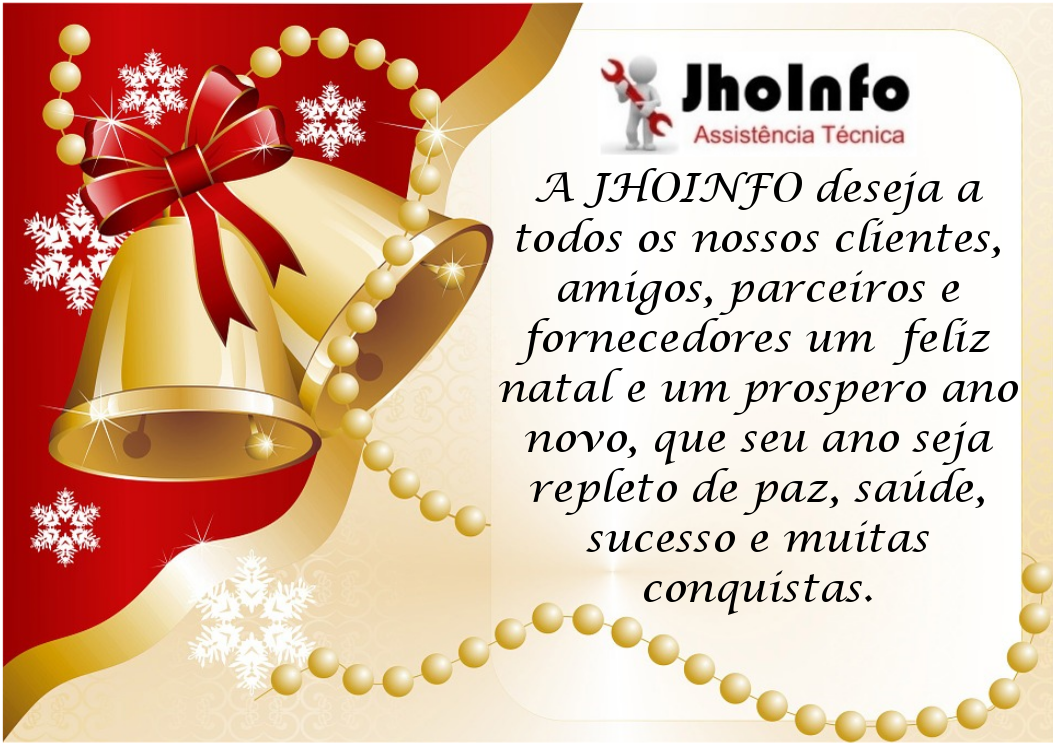 JhoInfo
Assistência Técnica
A JHOINFO deseja a
todos os nossos clientes,
amigos, parceiros e
fornecedores um feliz
natal e um prospero ano
novo, que seu ano seja
repleto de paz, saúde,
sucesso e muitas
conquistas.